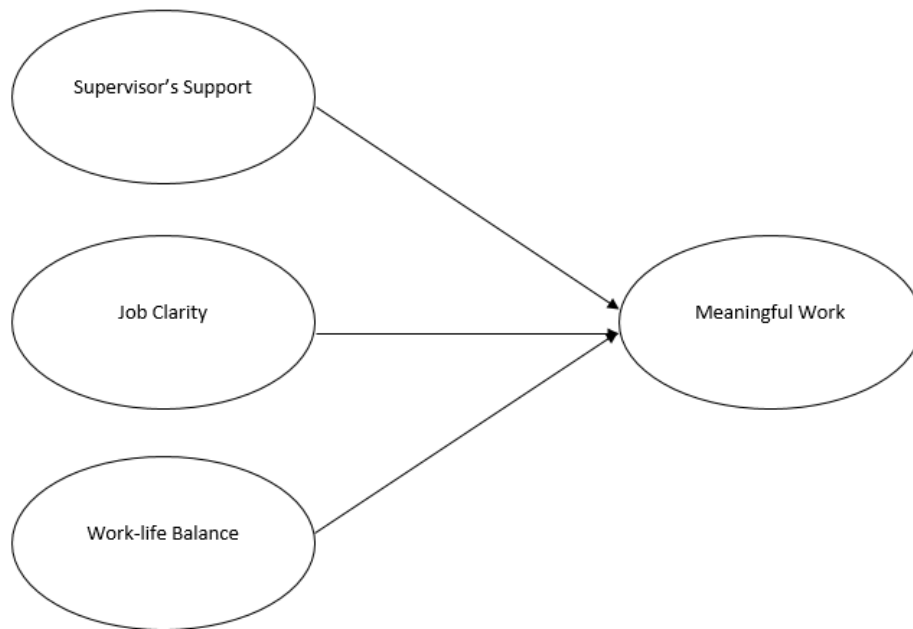 Supervisor’s Support
Job Clarity
Meaningful Work
Work-life Balance